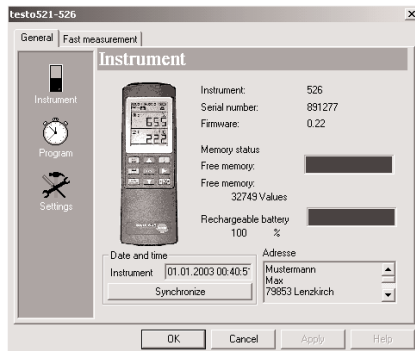 testo521-526
General Fast measurement
Instrument
Instrument
Program
Settings
Instrument: 526
Serial number: 891277
Firmware: 0.22
Memory status
Free memory:
Free memory:
32749 Values
Rechargeable battery
100 %
Date and time
Instrument 01.01.2003 00:40:5
Synchronize
Adresse
Mustermann
Max
79853 Lenzkirch
OK Cancel Apply Help